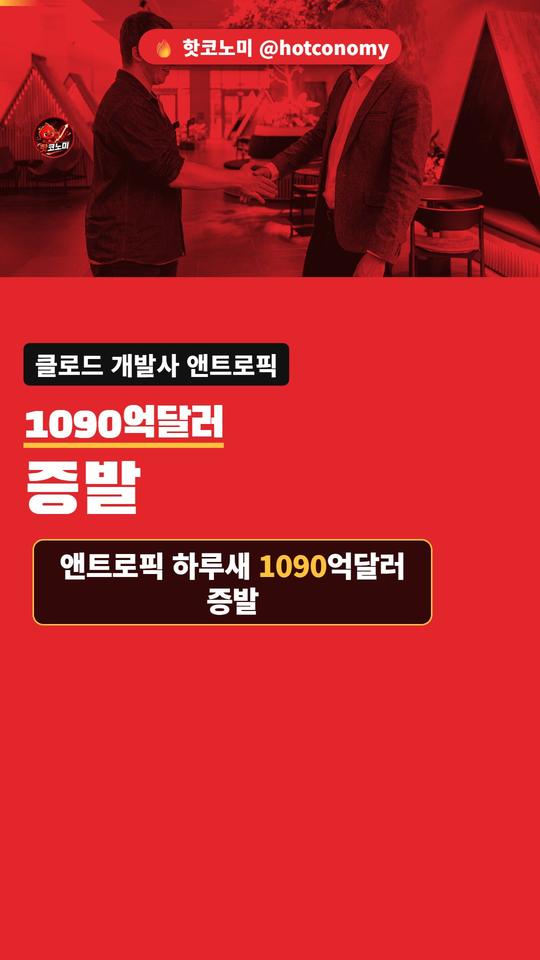 🔥 핫코노미 @hotconomy
핫코노미
클로드 개발사 앤트로픽
1090억달러
증발
앤트로픽 하루새 1090억달러
증발